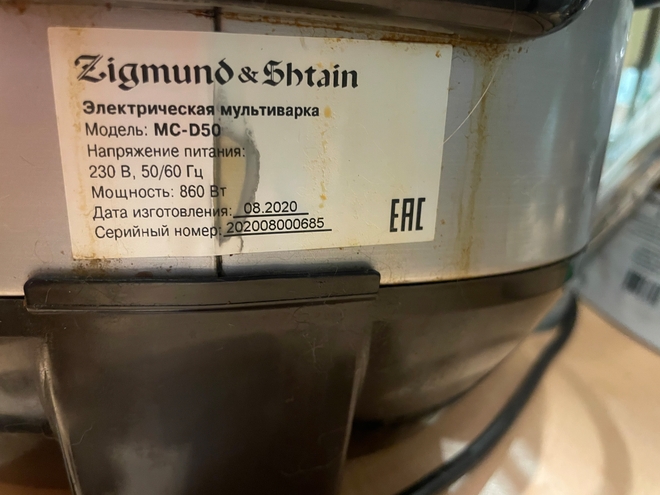 Zigmund & Shtain
Электрическая мультиварка
Модель: MC-D50
Напряжение питания:
230 В, 50/60 Гц
Мощность: 860 Вт
Дата изготовления: 08.2020
Серийный номер: 202008000685
EAC